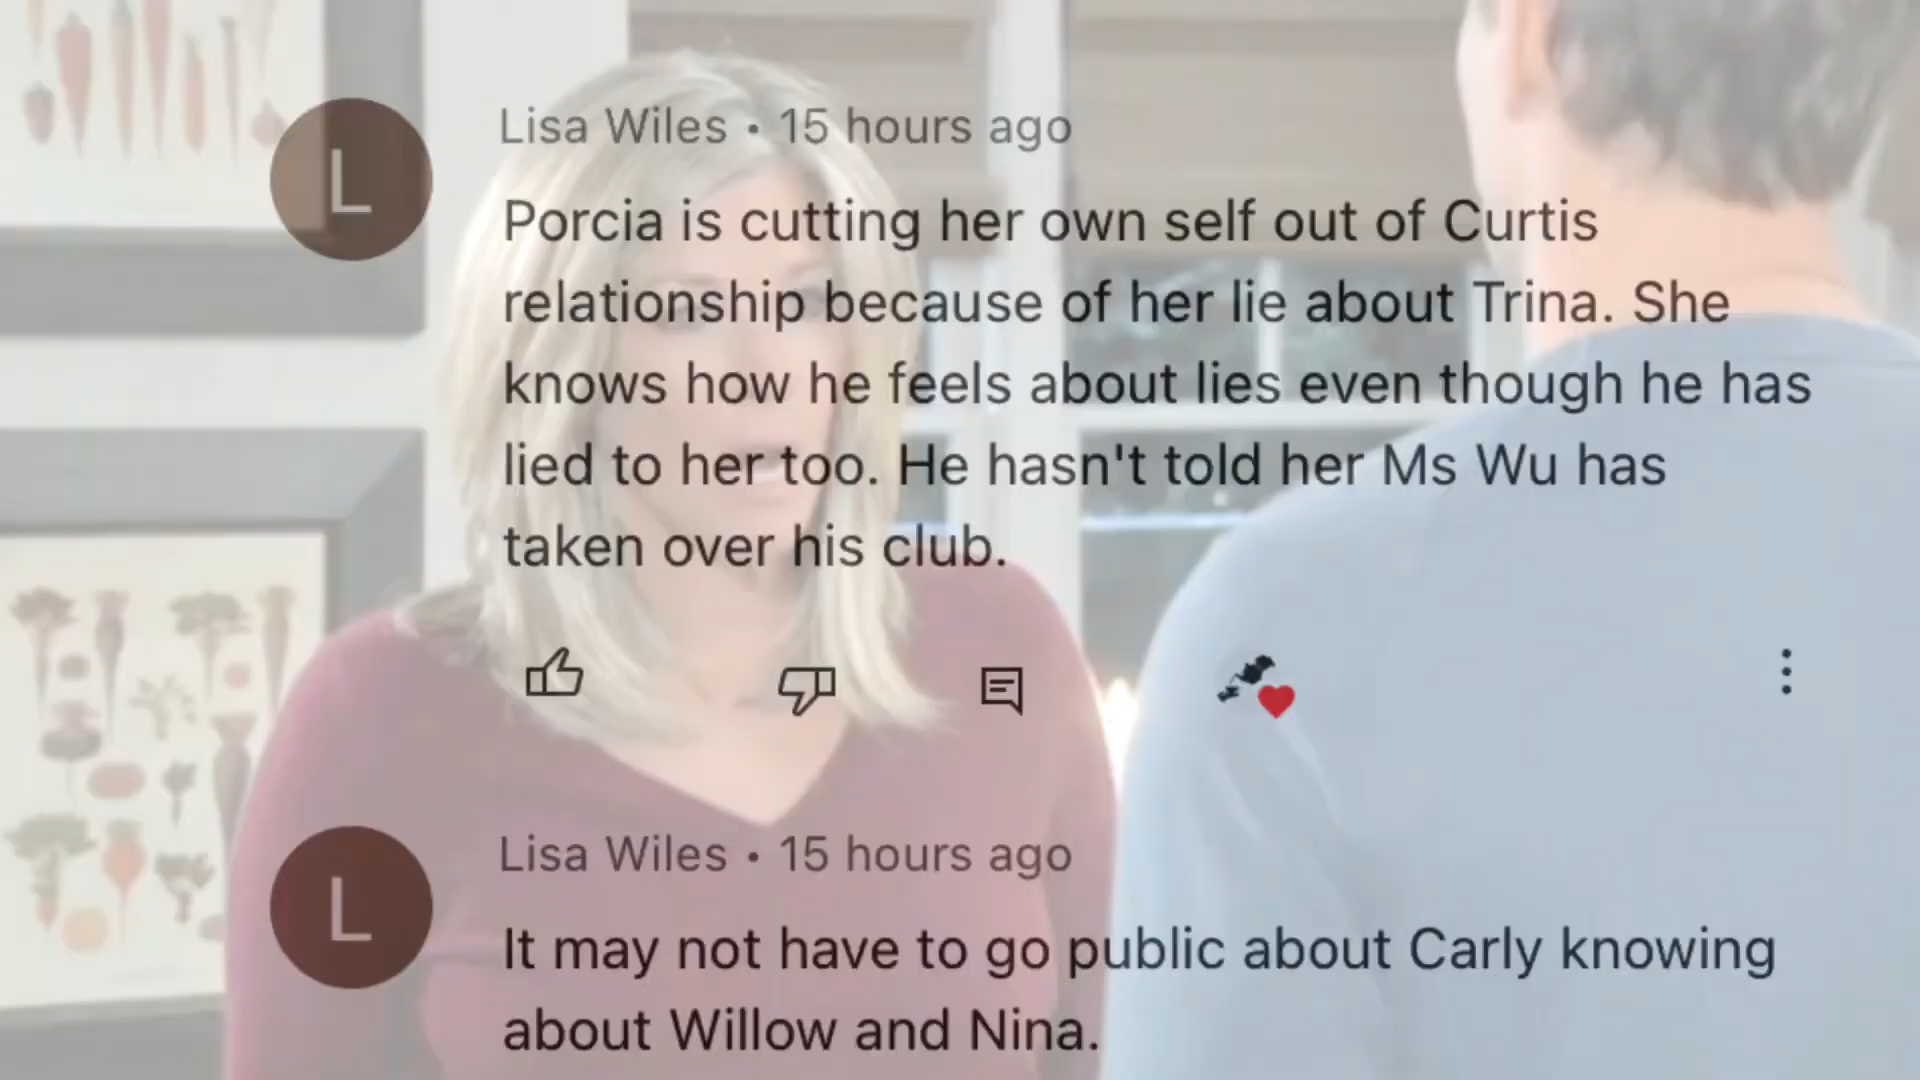 Lisa Wiles • 15 hours ago
L
Porcia is cutting her own self out of Curtis
relationship because of her lie about Trina. She
knows how he feels about lies even though he has
lied to her too. He hasn't told her Ms Wu has
taken over his club.
Lisa Wiles • 15 hours ago
L
It may not have to go public about Carly knowing
about Willow and Nina.